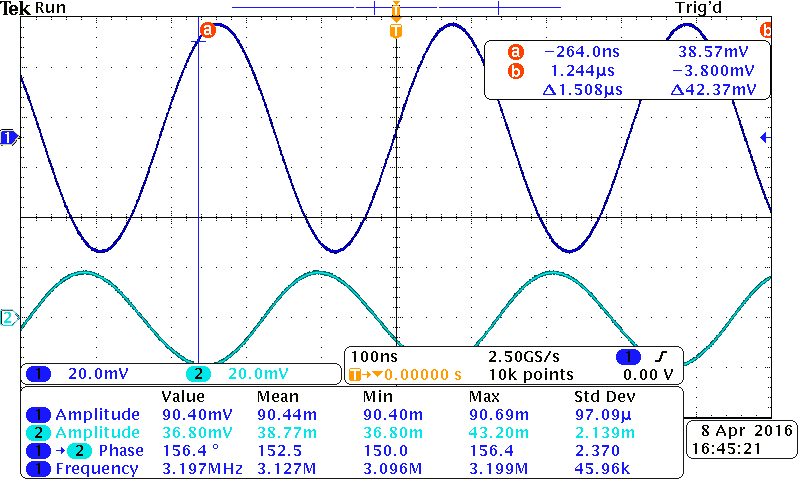 Tek Run Trig'd
T
a T b
a −264.0ns 38.57mV
b 1.244µs −3.800mV
Δ1.508µs Δ42.37mV
1
2
1 20.0mV 2 20.0mV
100ns 2.50GS/s 1
T→▼0.00000 s 10k points 0.00 V
Value Mean Min Max Std Dev
1 Amplitude 90.40mV 90.44m 90.40m 90.69m 97.09µ
2 Amplitude 36.80mV 38.77m 36.80m 43.20m 2.139m
1 → 2 Phase 156.4 ° 152.5 150.0 156.4 2.370
1 Frequency 3.197MHz 3.127M 3.096M 3.199M 45.96k
8 Apr 2016
16:45:21